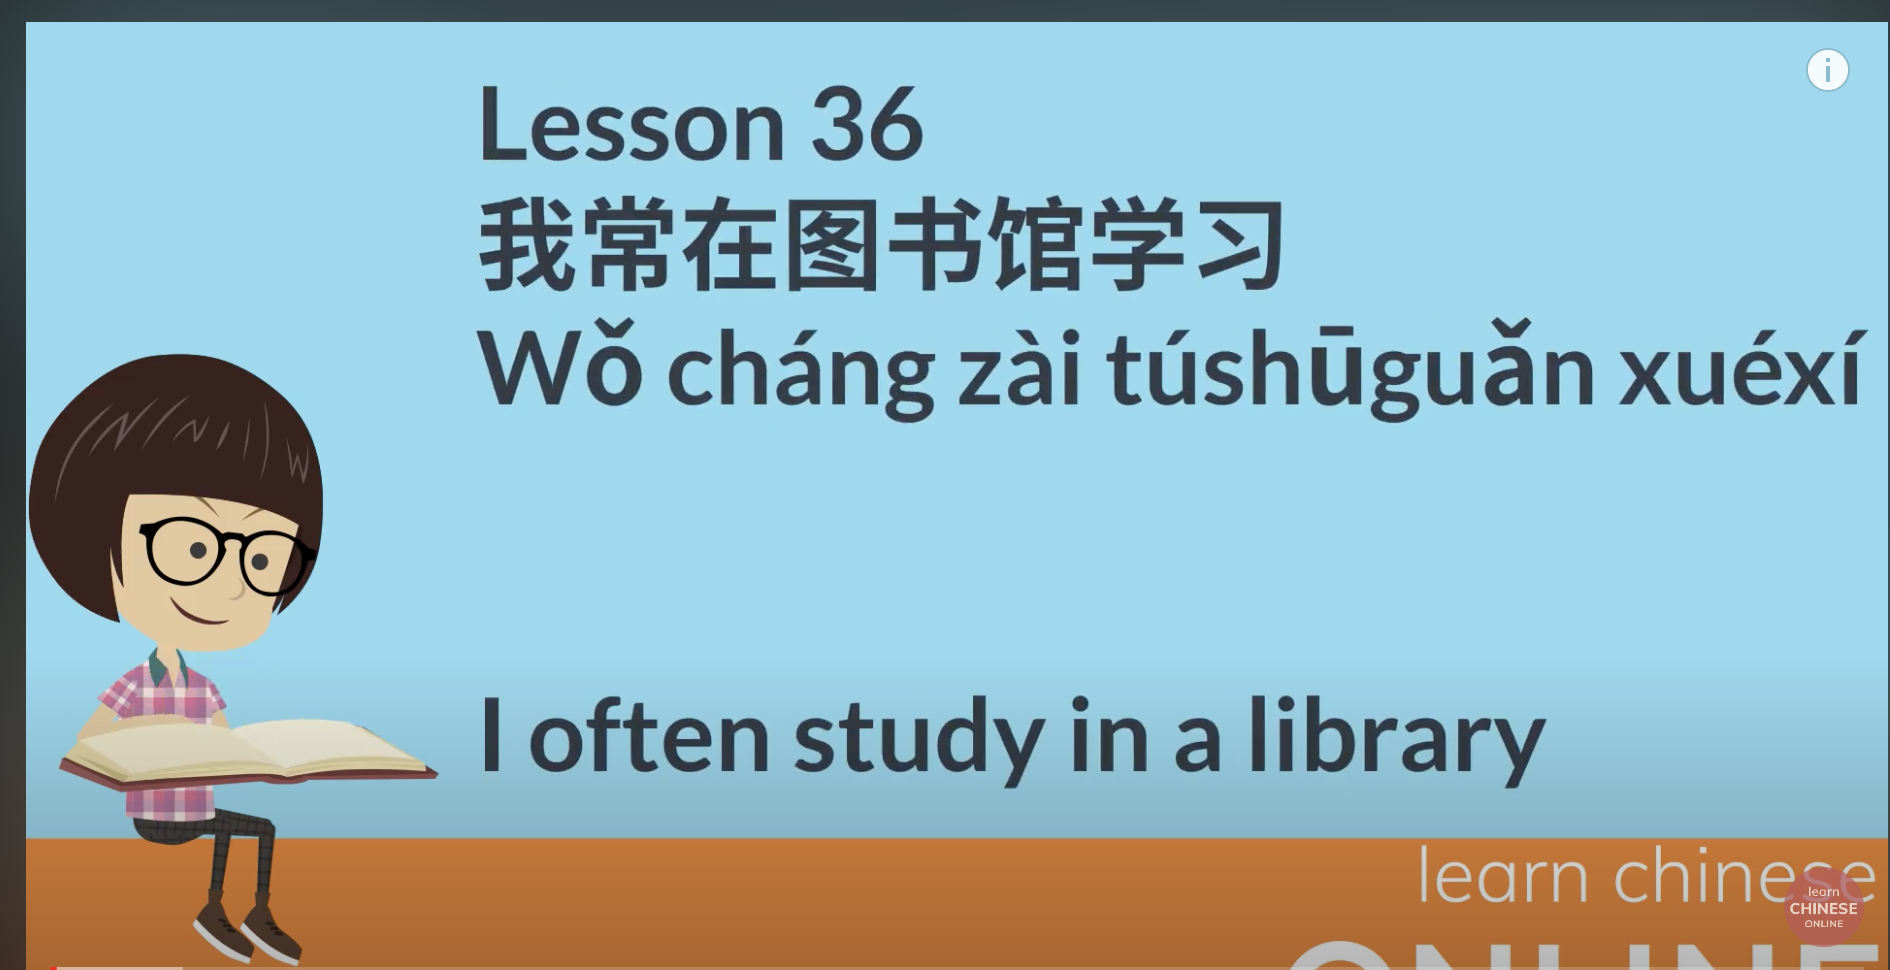 Lesson 36
我常在图书馆学习
Wǒ cháng zài túshūguǎn xuéxí
I often study in a library
learn chinese
ONLINE
learn
CHINESE
ONLINE
i